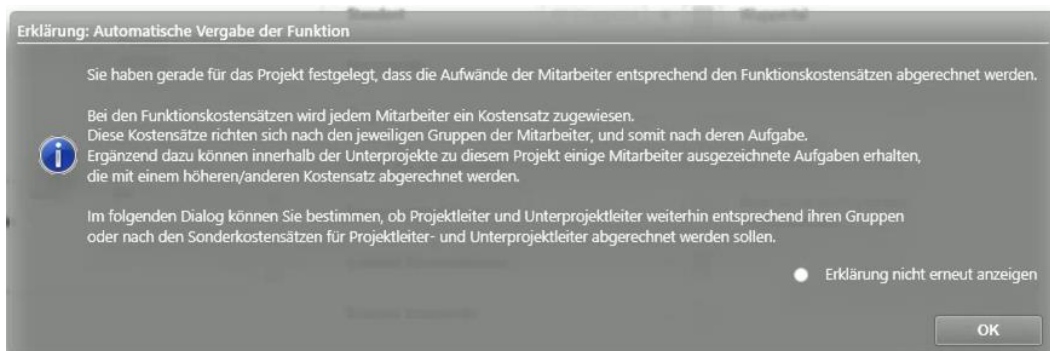 Erklärung: Automatische Vergabe der Funktion
Sie haben gerade für das Projekt festgelegt, dass die Aufwände der Mitarbeiter entsprechend den Funktionskostensätzen abgerechnet werden.
Bei den Funktionskostensätzen wird jedem Mitarbeiter ein Kostensatz zugewiesen.
Diese Kostensätze richten sich nach den jeweiligen Gruppen der Mitarbeiter, und somit nach deren Aufgabe.
Ergänzend dazu können innerhalb der Unterprojekte zu diesem Projekt einige Mitarbeiter ausgezeichnete Aufgaben erhalten,
die mit einem höheren/anderen Kostensatz abgerechnet werden.
Im folgenden Dialog können Sie bestimmen, ob Projektleiter und Unterprojektleiter weiterhin entsprechend ihren Gruppen
oder nach den Sonderkostensätzen für Projektleiter- und Unterprojektleiter abgerechnet werden sollen.
Erklärung nicht erneut anzeigen
OK